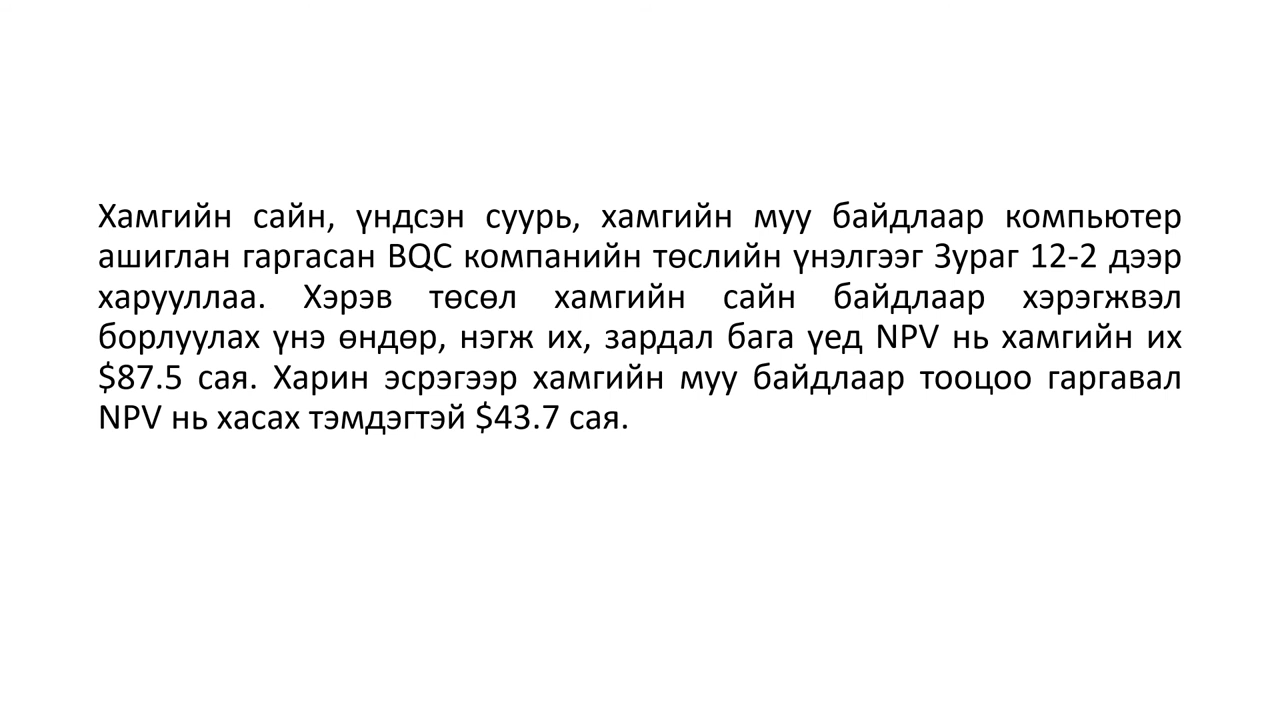 Хамгийн сайн, үндсэн суурь, хамгийн муу байдлаар компьютер
ашиглан гаргасан BQC компанийн төслийн үнэлгээг Зураг 12-2 дээр
харууллаа. Хэрэв төсөл хамгийн сайн байдлаар хэрэгжвэл
борлуулах үнэ өндөр, нэгж их, зардал бага үед NPV нь хамгийн их
$87.5 сая. Харин эсрэгээр хамгийн муу байдлаар тооцоо гаргавал
NPV нь хасах тэмдэгтэй $43.7 сая.